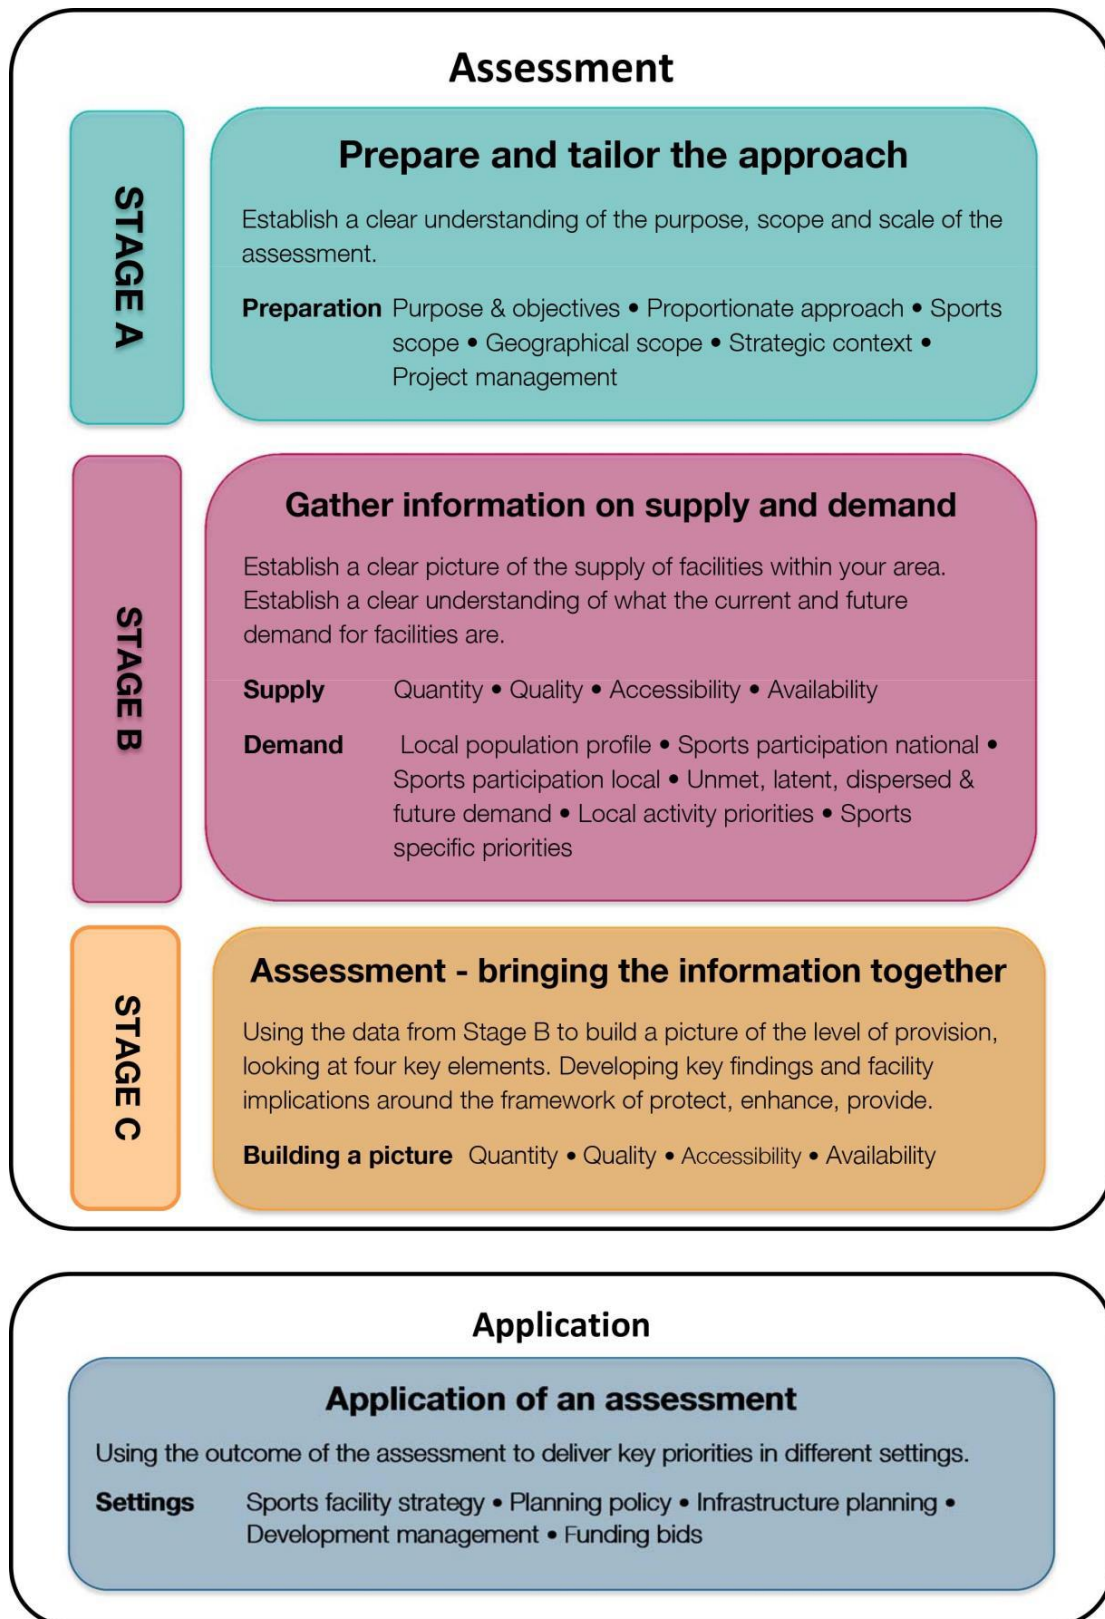 Assessment
STAGE A
Prepare and tailor the approach
Establish a clear understanding of the purpose, scope and scale of the
assessment.
Preparation Purpose & objectives • Proportionate approach • Sports
scope • Geographical scope • Strategic context •
Project management
STAGE B
Gather information on supply and demand
Establish a clear picture of the supply of facilities within your area.
Establish a clear understanding of what the current and future
demand for facilities are.
Supply Quantity • Quality • Accessibility • Availability
Demand Local population profile • Sports participation national •
Sports participation local • Unmet, latent, dispersed &
future demand • Local activity priorities • Sports
specific priorities
STAGE C
Assessment - bringing the information together
Using the data from Stage B to build a picture of the level of provision,
looking at four key elements. Developing key findings and facility
implications around the framework of protect, enhance, provide.
Building a picture Quantity • Quality • Accessibility • Availability
Application
Application of an assessment
Using the outcome of the assessment to deliver key priorities in different settings.
Settings Sports facility strategy • Planning policy • Infrastructure planning •
Development management • Funding bids